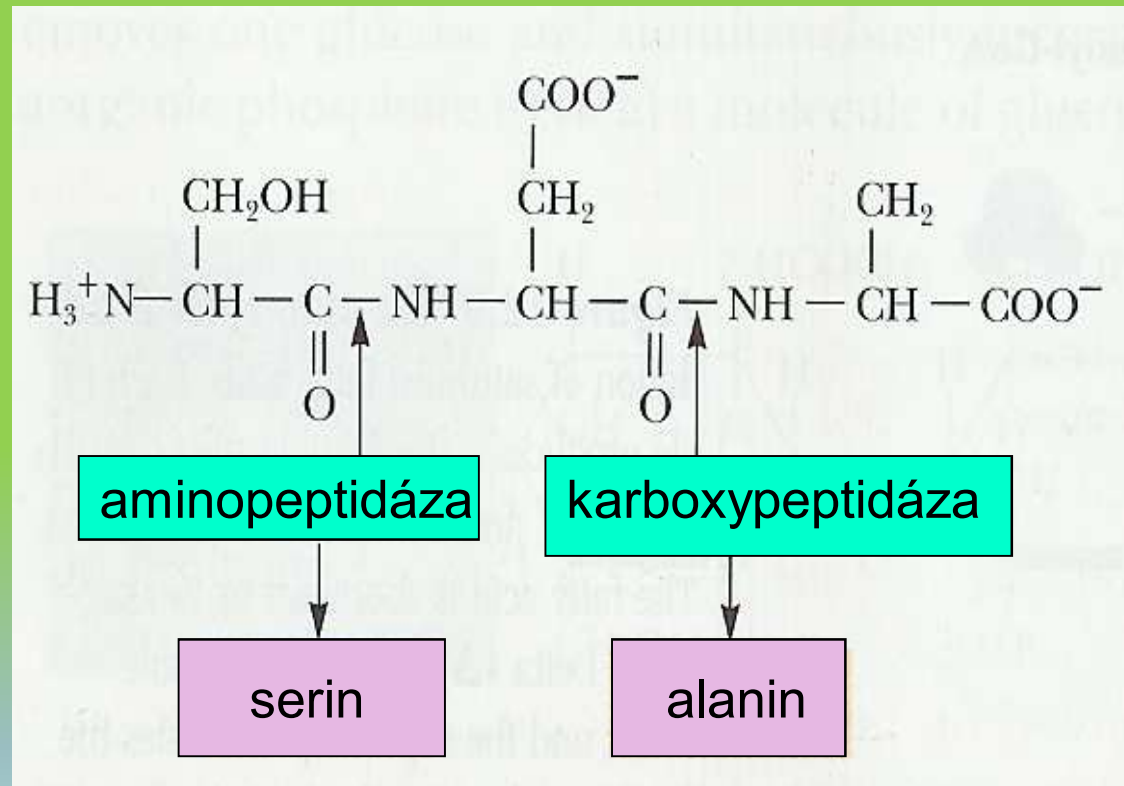 COO⁻
CH₂OH CH₂ CH₂
H₃⁺N—CH—C—NH—CH—C—NH—CH—COO⁻
O O
aminopeptidáza karboxypeptidáza
serin alanin